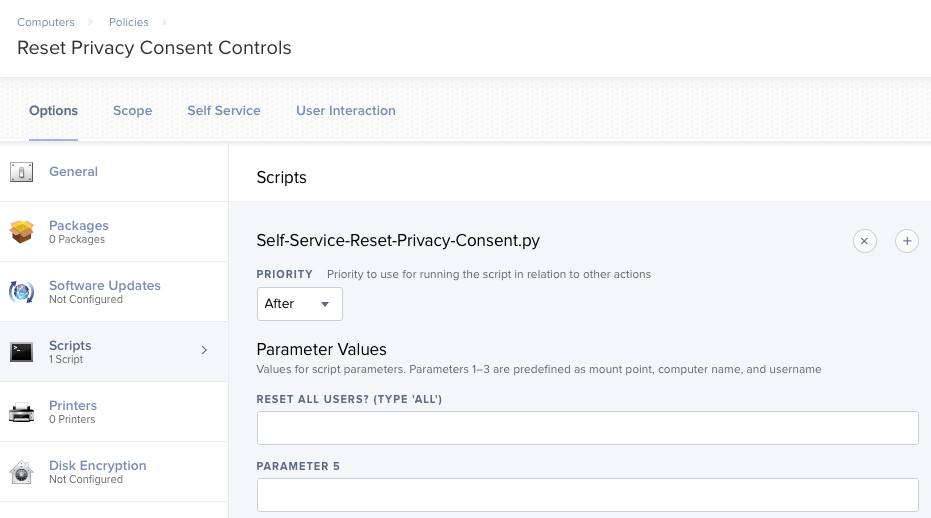 Computers > Policies >
Reset Privacy Consent Controls
Options Scope Self Service User Interaction
General
Packages
0 Packages
Software Updates
Not Configured
Scripts
1 Script
Printers
0 Printers
Disk Encryption
Not Configured
Scripts
Self-Service-Reset-Privacy-Consent.py
PRIORITY Priority to use for running the script in relation to other actions
After
Parameter Values
Values for script parameters. Parameters 1–3 are predefined as mount point, computer name, and username
RESET ALL USERS? (TYPE 'ALL')
PARAMETER 5